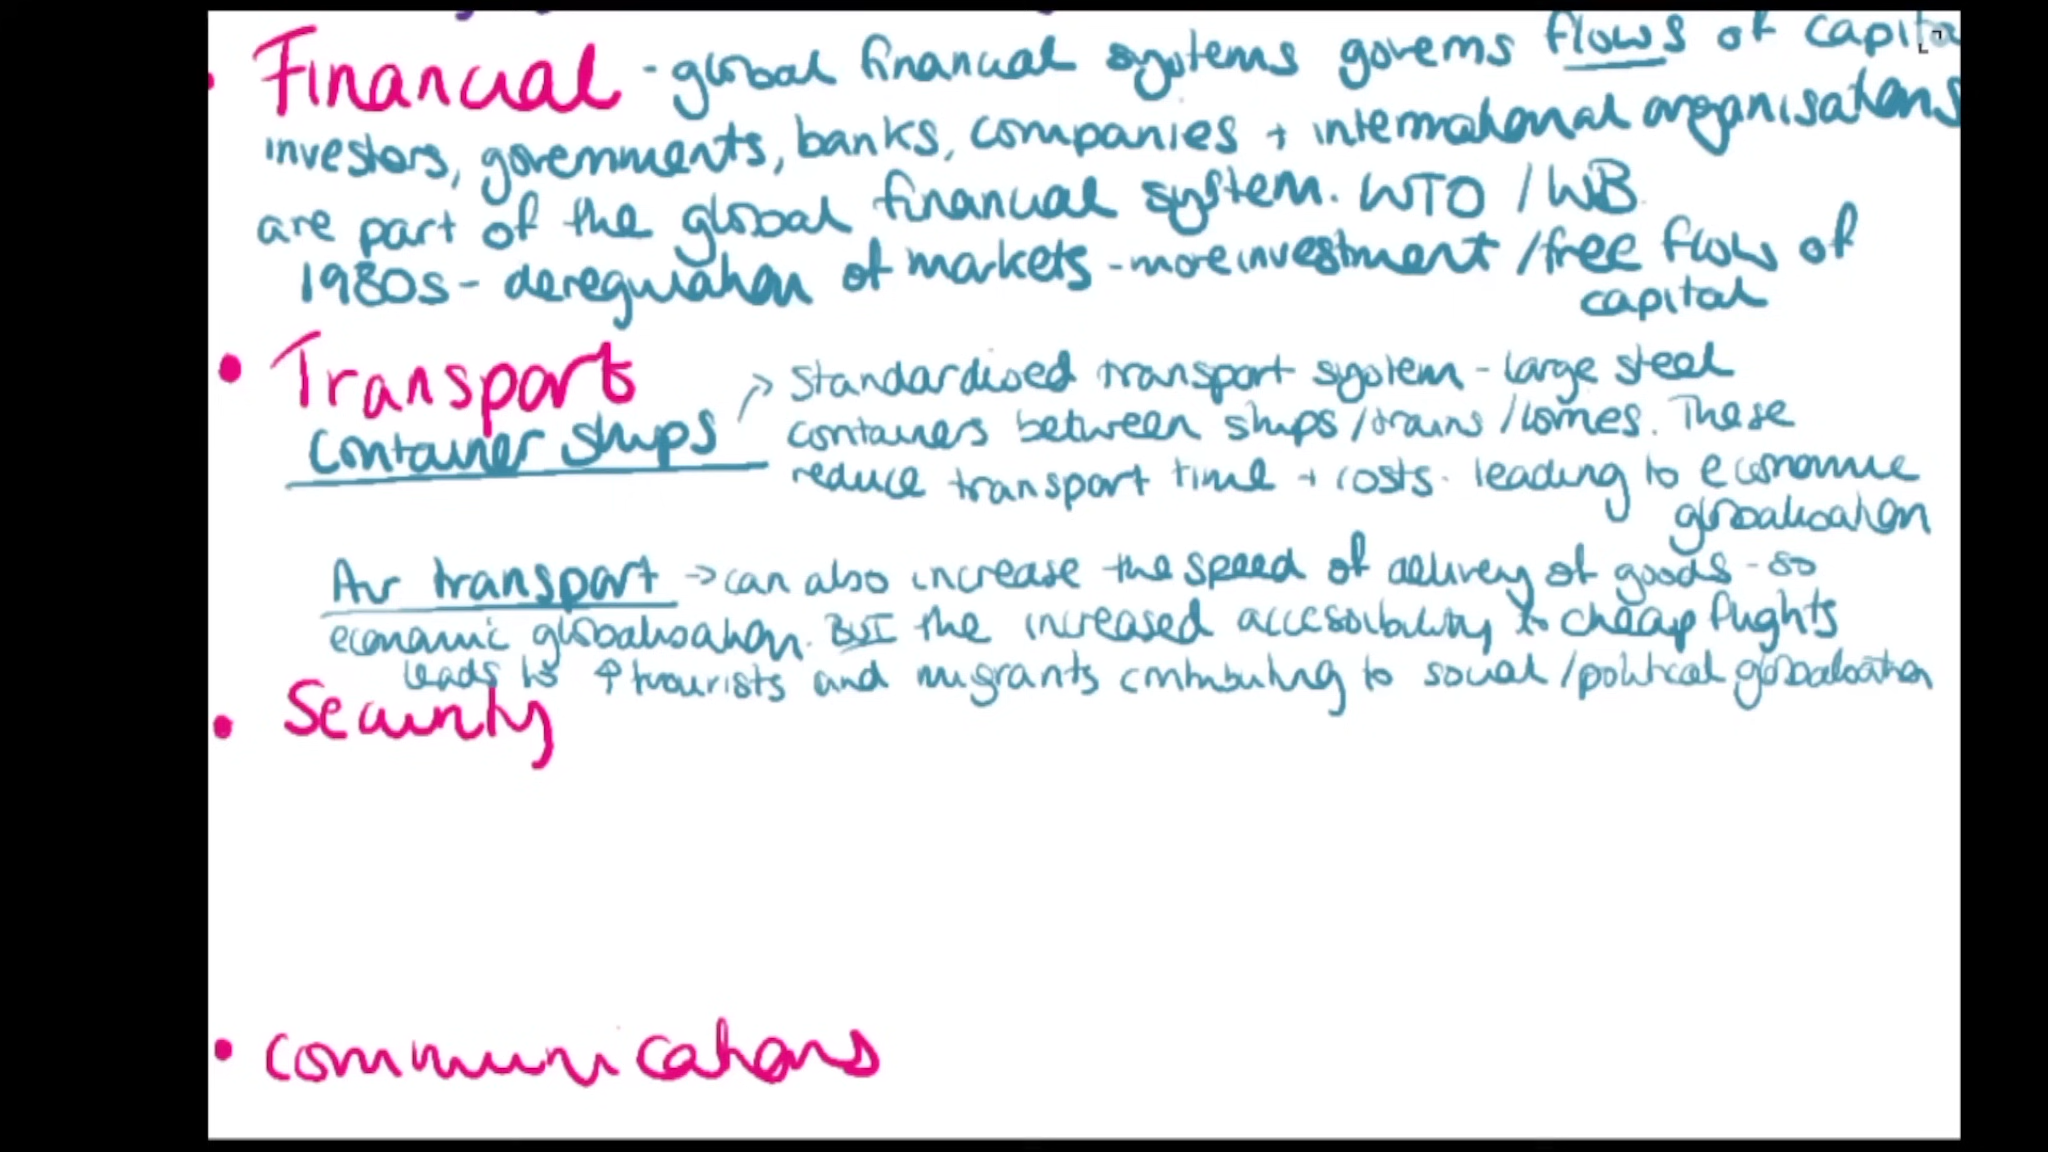 • Financial - global financial systems governs flows of capita
investors, governments, banks, companies + international organisations
are part of the global financial system. WTO / WB
1980s - deregulation of markets - more investment / free flow of
capital
• Transport
container ships → standardised transport system - large steel
containers between ships / trains / lorries. These
reduce transport time + costs. leading to economic
globalisation
Air transport → can also increase the speed of delivery of goods - so
economic globalisation. BUT the increased accessibility to cheap flights
leads to ↑ tourists and migrants contributing to social / political globalisation
• Security
• communications